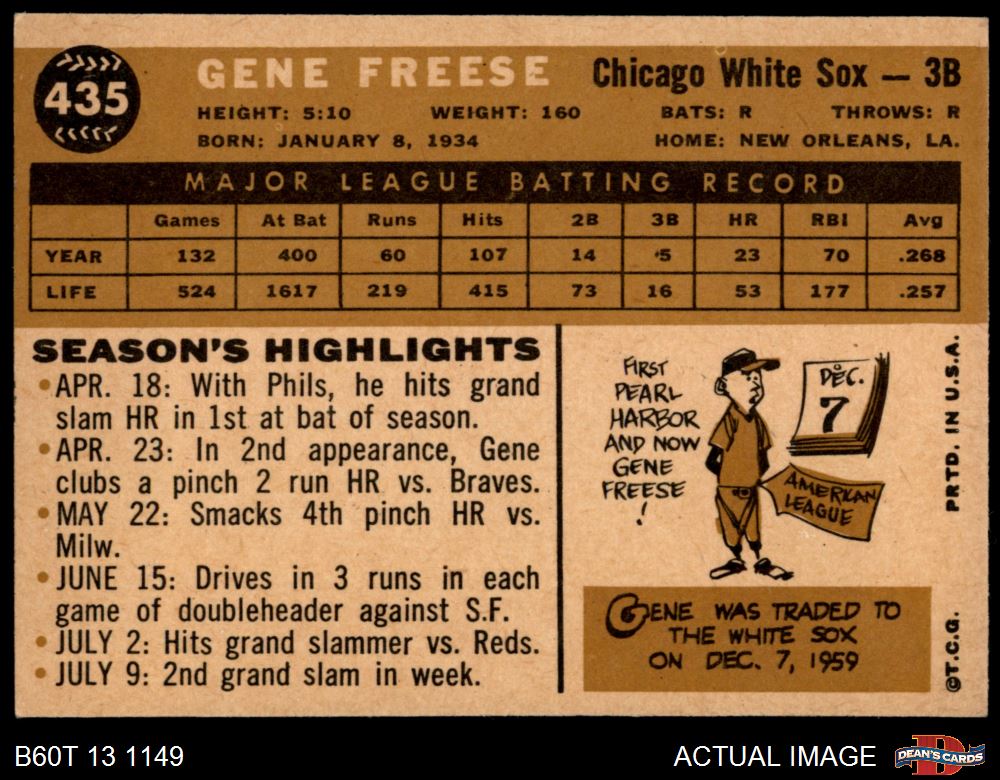 435
GENE FREESE Chicago White Sox — 3B
HEIGHT: 5:10 WEIGHT: 160 BATS: R THROWS: R
BORN: JANUARY 8, 1934 HOME: NEW ORLEANS, LA.
MAJOR LEAGUE BATTING RECORD
Games At Bat Runs Hits 2B 3B HR RBI Avg
YEAR 132 400 60 107 14 5 23 70 .268
LIFE 524 1617 219 415 73 16 53 177 .257
SEASON'S HIGHLIGHTS
• APR. 18: With Phils, he hits grand
slam HR in 1st at bat of season.
• APR. 23: In 2nd appearance, Gene
clubs a pinch 2 run HR vs. Braves.
• MAY 22: Smacks 4th pinch HR vs.
Milw.
• JUNE 15: Drives in 3 runs in each
game of doubleheader against S.F.
• JULY 2: Hits grand slammer vs. Reds.
• JULY 9: 2nd grand slam in week.
FIRST
PEARL
HARBOR
AND NOW
GENE
FREESE
!
DEC.
7
AMERICAN
LEAGUE
GENE WAS TRADED TO
THE WHITE SOX
ON DEC. 7, 1959
©T.C.G. PRTD. IN U.S.A.
B60T 13 1149 ACTUAL IMAGE DEAN'S CARDS